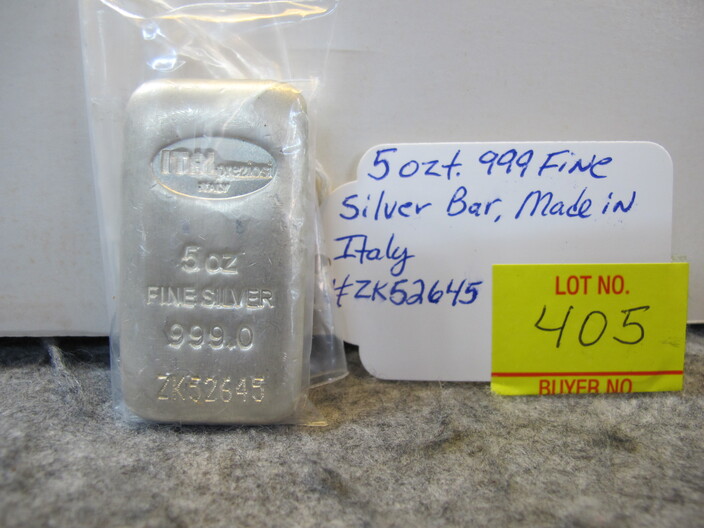 ITALY
5 oz
FINE SILVER
999.0
ZK52645
5 ozt. 999 Fine
Silver Bar, Made in
Italy
#ZK52645
LOT NO.
405
BUYER NO.